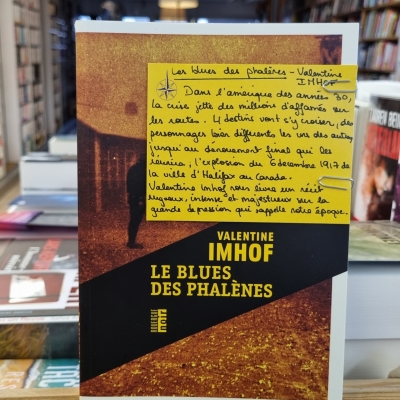 Les blues des phalènes - Valentine
IMHOF
Dans l'amérique des années 30,
la crise jette des millions d'affamés sur
les routes. 4 destins vont s'y croiser, des
personnages bien différents les uns des autres
jusqu'au dénouement final qui les
réunira, l'explosion du 6 décembre 1917 de
la ville d'Halifax au Canada.
Valentine Imhof nous livre un récit
rugueux, intense et majestueux sur la
grande dépression qui rappelle notre époque.
VALENTINE
IMHOF
LE BLUES
DES PHALÈNES
ROUERGUE